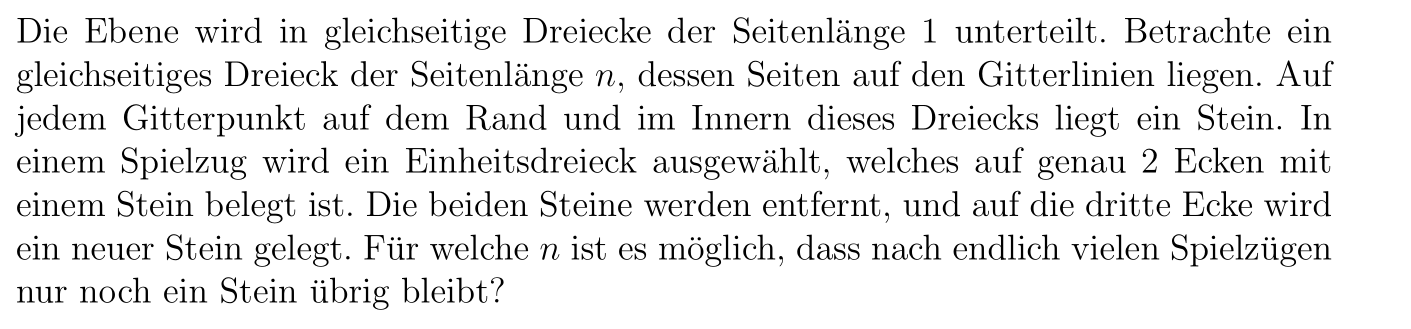 Die Ebene wird in gleichseitige Dreiecke der Seitenlänge 1 unterteilt. Betrachte ein
gleichseitiges Dreieck der Seitenlänge n, dessen Seiten auf den Gitterlinien liegen. Auf
jedem Gitterpunkt auf dem Rand und im Innern dieses Dreiecks liegt ein Stein. In
einem Spielzug wird ein Einheitsdreieck ausgewählt, welches auf genau 2 Ecken mit
einem Stein belegt ist. Die beiden Steine werden entfernt, und auf die dritte Ecke wird
ein neuer Stein gelegt. Für welche n ist es möglich, dass nach endlich vielen Spielzügen
nur noch ein Stein übrig bleibt?